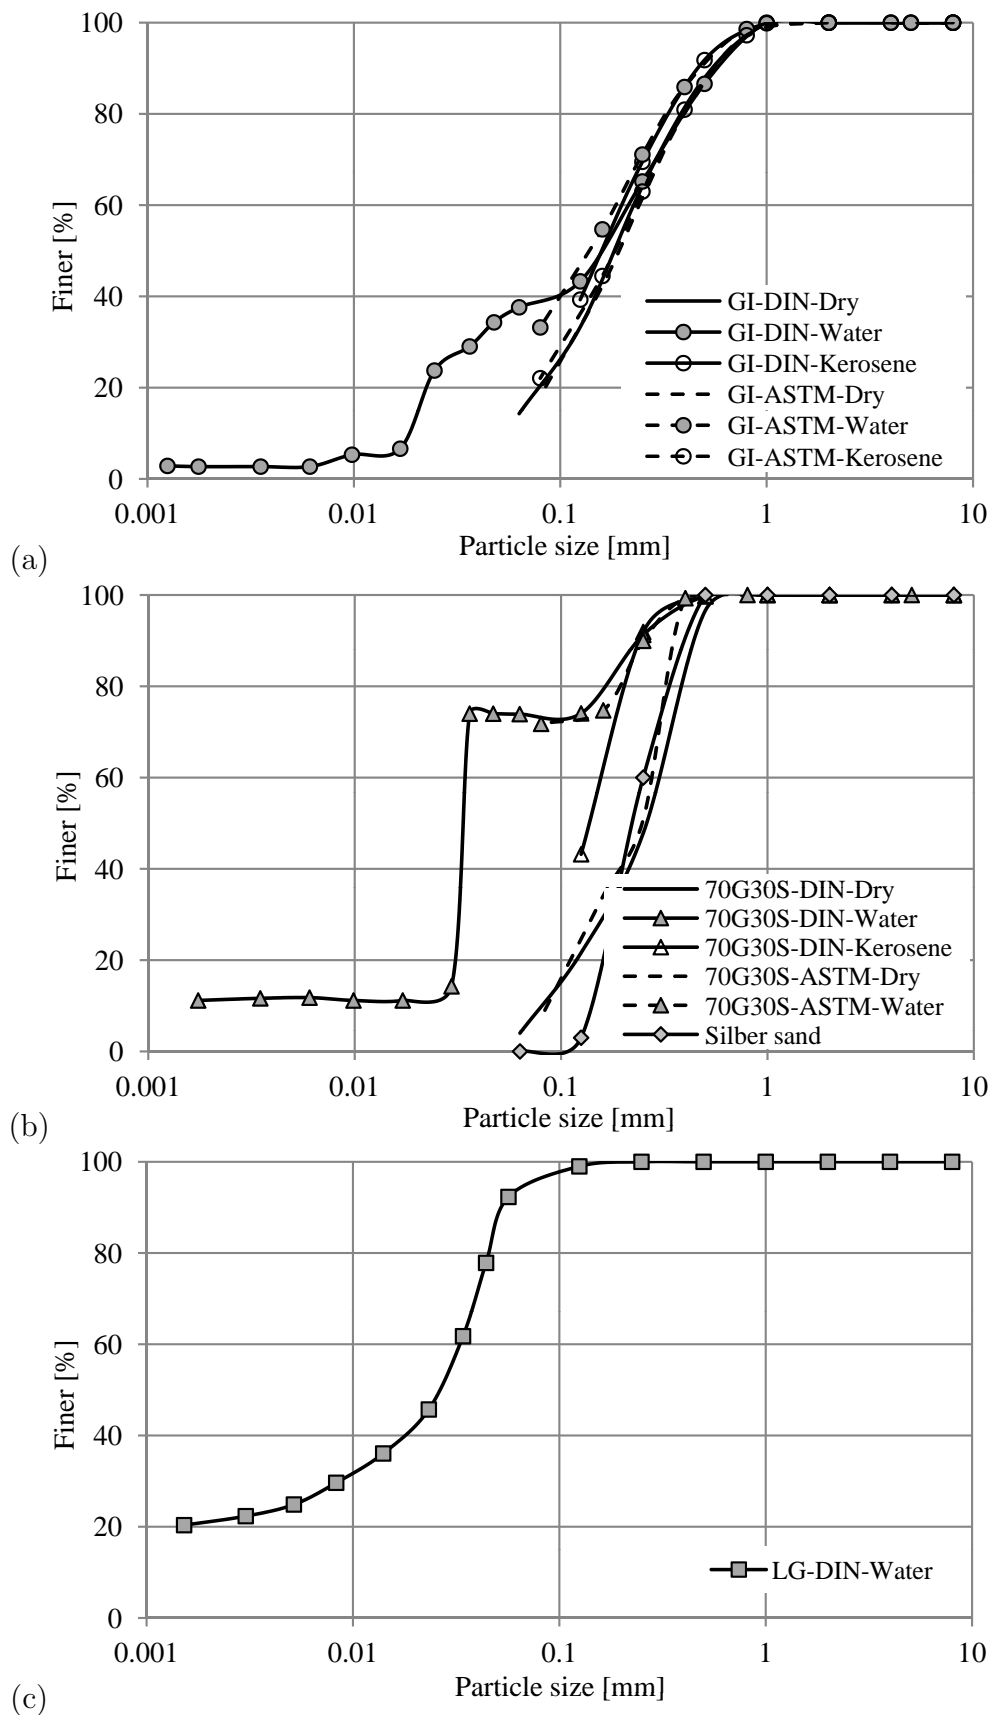 100
80
60
40
20
0
Finer [%]
GI-DIN-Dry
GI-DIN-Water
GI-DIN-Kerosene
GI-ASTM-Dry
GI-ASTM-Water
GI-ASTM-Kerosene
0.001 0.01 0.1 1 10
Particle size [mm]
(a)
100
80
60
40
20
0
Finer [%]
70G30S-DIN-Dry
70G30S-DIN-Water
70G30S-DIN-Kerosene
70G30S-ASTM-Dry
70G30S-ASTM-Water
Silber sand
0.001 0.01 0.1 1 10
Particle size [mm]
(b)
100
80
60
40
20
0
Finer [%]
LG-DIN-Water
0.001 0.01 0.1 1 10
Particle size [mm]
(c)